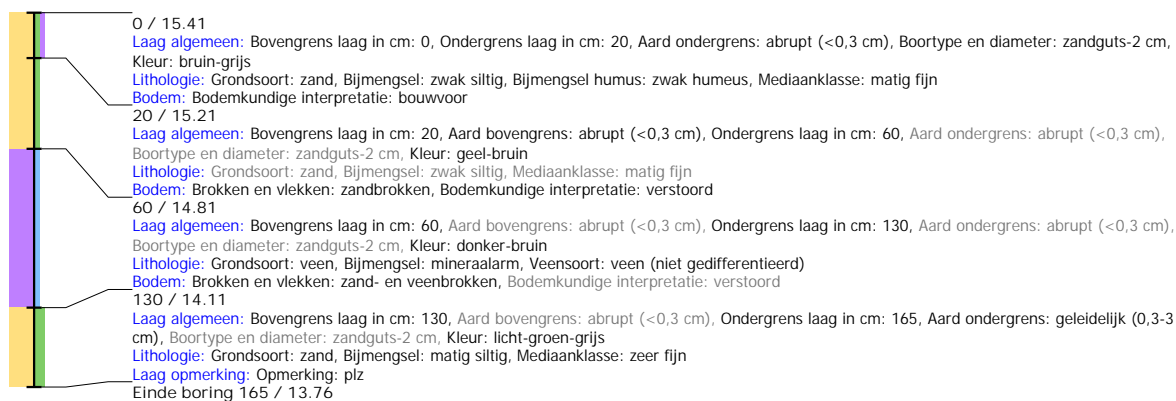 0 / 15.41
Laag algemeen: Bovengrens laag in cm: 0, Ondergrens laag in cm: 20, Aard ondergrens: abrupt (<0,3 cm), Boortype en diameter: zandguts-2 cm,
Kleur: bruin-grijs
Lithologie: Grondsoort: zand, Bijmengsel: zwak siltig, Bijmengsel humus: zwak humeus, Mediaanklasse: matig fijn
Bodem: Bodemkundige interpretatie: bouwvoor
20 / 15.21
Laag algemeen: Bovengrens laag in cm: 20, Aard bovengrens: abrupt (<0,3 cm), Ondergrens laag in cm: 60, Aard ondergrens: abrupt (<0,3 cm),
Boortype en diameter: zandguts-2 cm, Kleur: geel-bruin
Lithologie: Grondsoort: zand, Bijmengsel: zwak siltig, Mediaanklasse: matig fijn
Bodem: Brokken en vlekken: zandbrokken, Bodemkundige interpretatie: verstoord
60 / 14.81
Laag algemeen: Bovengrens laag in cm: 60, Aard bovengrens: abrupt (<0,3 cm), Ondergrens laag in cm: 130, Aard ondergrens: abrupt (<0,3 cm),
Boortype en diameter: zandguts-2 cm, Kleur: donker-bruin
Lithologie: Grondsoort: veen, Bijmengsel: mineraalarm, Veensoort: veen (niet gedifferentieerd)
Bodem: Brokken en vlekken: zand- en veenbrokken, Bodemkundige interpretatie: verstoord
130 / 14.11
Laag algemeen: Bovengrens laag in cm: 130, Aard bovengrens: abrupt (<0,3 cm), Ondergrens laag in cm: 165, Aard ondergrens: geleidelijk (0,3-3
cm), Boortype en diameter: zandguts-2 cm, Kleur: licht-groen-grijs
Lithologie: Grondsoort: zand, Bijmengsel: matig siltig, Mediaanklasse: zeer fijn
Laag opmerking: Opmerking: plz
Einde boring 165 / 13.76